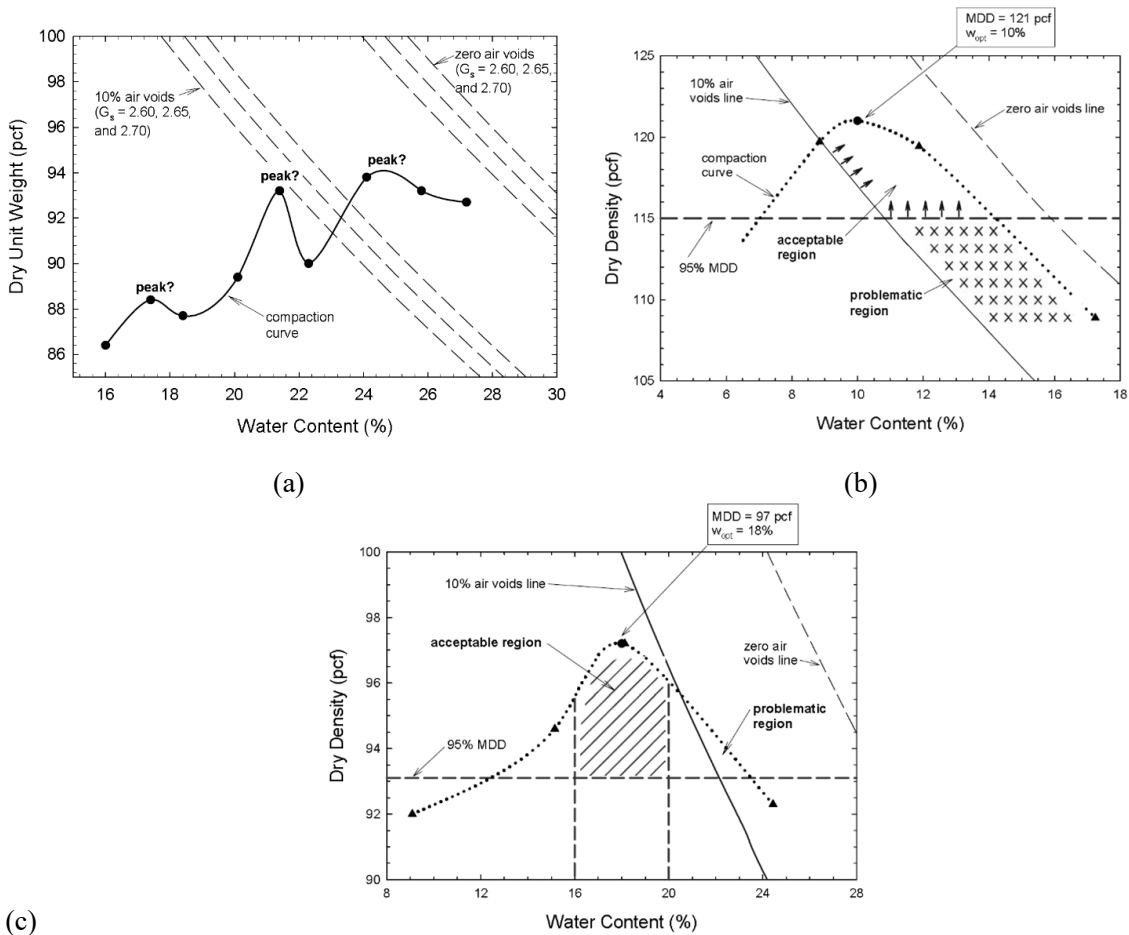 100
98
96
94
92
90
88
86
Dry Unit Weight (pcf)
10% air voids
(Gs = 2.60, 2.65,
and 2.70)
zero air voids
(Gs = 2.60, 2.65,
and 2.70)
peak?
peak?
peak?
compaction
curve
16 18 20 22 24 26 28 30
Water Content (%)
(a)
MDD = 121 pcf
wopt = 10%
125
120
115
110
105
Dry Density (pcf)
10% air
voids line
zero air voids line
compaction
curve
acceptable
region
95% MDD
problematic
region
4 6 8 10 12 14 16 18
Water Content (%)
(b)
MDD = 97 pcf
wopt = 18%
100
98
96
94
92
90
Dry Density (pcf)
10% air voids line
acceptable region
zero air
voids line
problematic
region
95% MDD
8 12 16 20 24 28
Water Content (%)
(c)